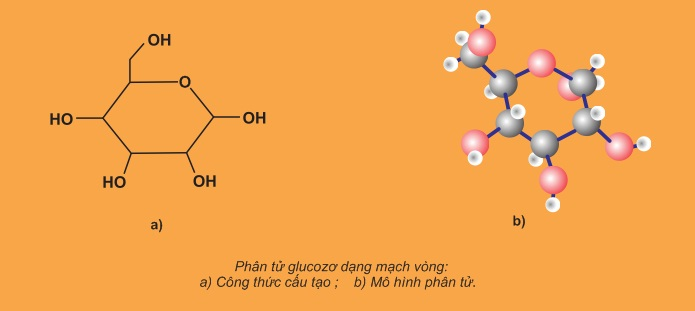 OH
O
HO
OH
HO
OH
a)
b)
Phân tử glucozơ dạng mạch vòng:
a) Công thức cấu tạo ; b) Mô hình phân tử.